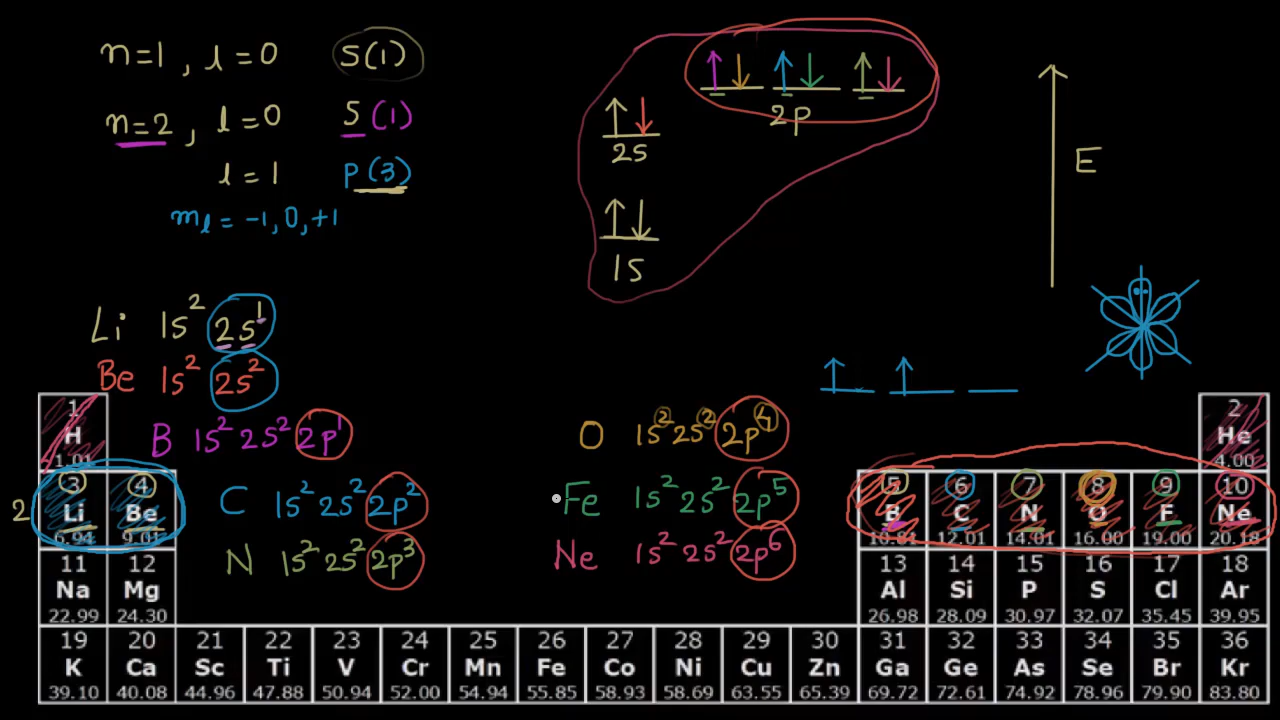 n=1, l=0 S(1)
n=2, l=0 S(1)
l=1 P(3)
mₗ = -1, 0, +1
2p
2s
1s
E
Li 1s² 2s¹
Be 1s² 2s²
B 1s² 2s² 2p¹
C 1s² 2s² 2p²
N 1s² 2s² 2p³
O 1s² 2s² 2p⁴
Fe 1s² 2s² 2p⁵
Ne 1s² 2s² 2p⁶
1 2
H He
1.01 4.00
2
3 4 5 6 7 8 9 10
Li Be B C N O F Ne
6.94 9.01 10.81 12.01 14.01 16.00 19.00 20.18
11 12 13 14 15 16 17 18
Na Mg Al Si P S Cl Ar
22.99 24.30 26.98 28.09 30.97 32.07 35.45 39.95
19 20 21 22 23 24 25 26 27 28 29 30 31 32 33 34 35 36
K Ca Sc Ti V Cr Mn Fe Co Ni Cu Zn Ga Ge As Se Br Kr
39.10 40.08 44.96 47.88 50.94 52.00 54.94 55.85 58.93 58.69 63.55 65.39 69.72 72.61 74.92 78.96 79.90 83.80